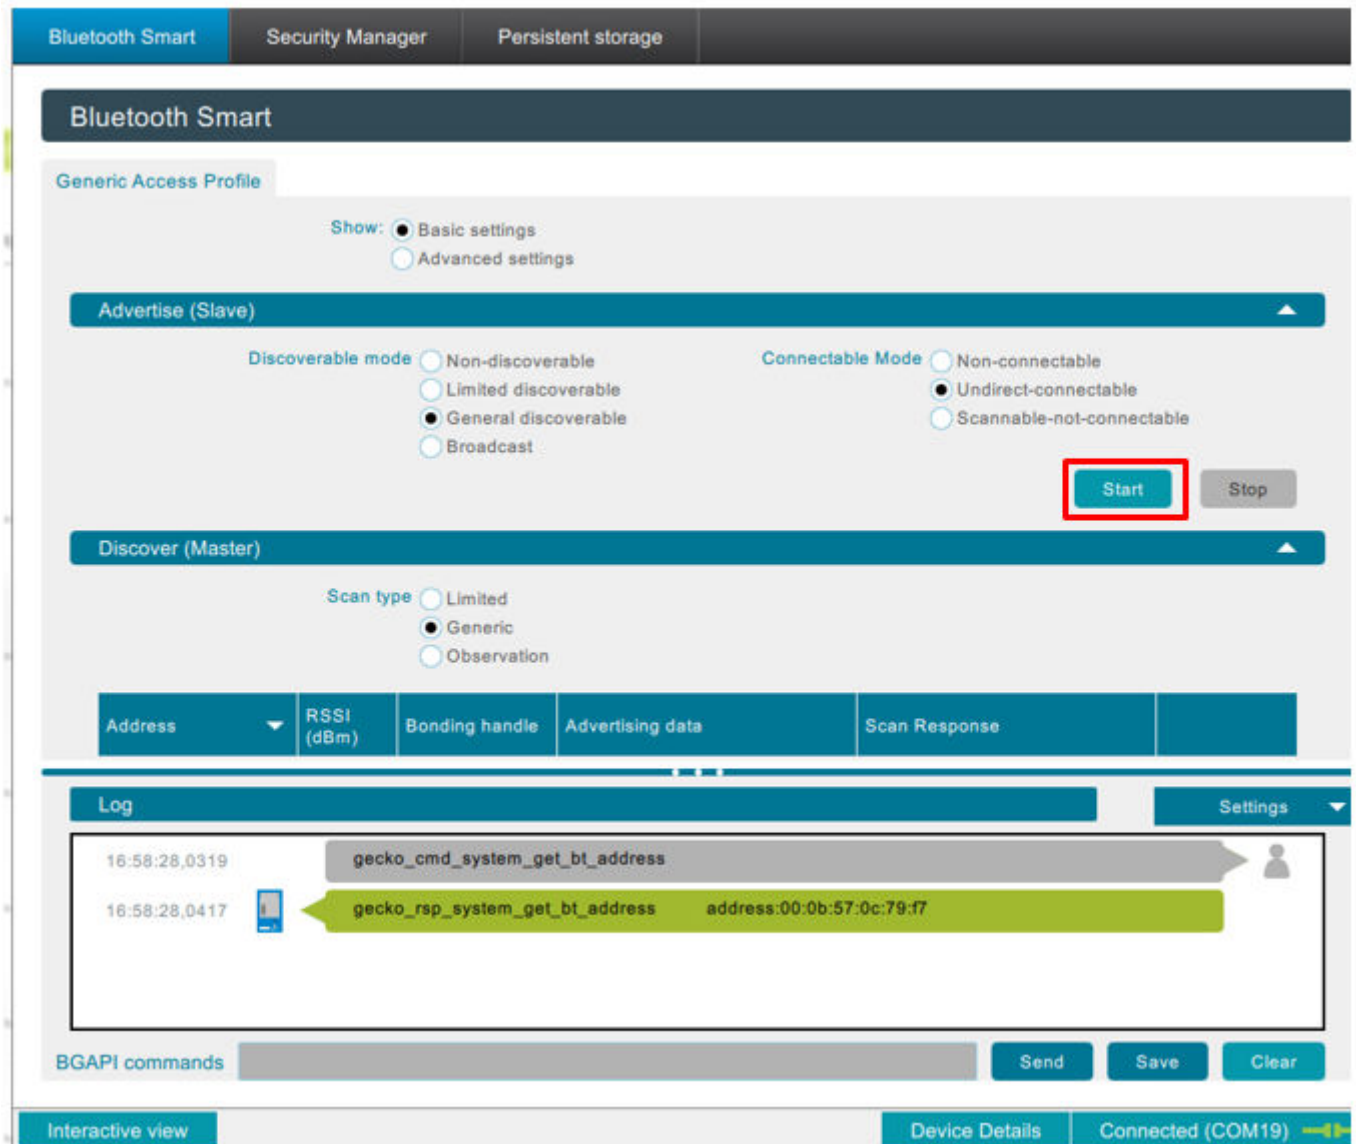 Bluetooth Smart Security Manager Persistent storage
Bluetooth Smart
Generic Access Profile
Show: Basic settings
Advanced settings
Advertise (Slave)
Discoverable mode Non-discoverable Connectable Mode Non-connectable
Limited discoverable Undirect-connectable
General discoverable Scannable-not-connectable
Broadcast
Start Stop
Discover (Master)
Scan type Limited
Generic
Observation
Address RSSI (dBm) Bonding handle Advertising data Scan Response
Log Settings
16:58:28,0319 gecko_cmd_system_get_bt_address
16:58:28,0417 gecko_rsp_system_get_bt_address address:00:0b:57:0c:79:f7
BGAPI commands Send Save Clear
Interactive view Device Details Connected (COM19)